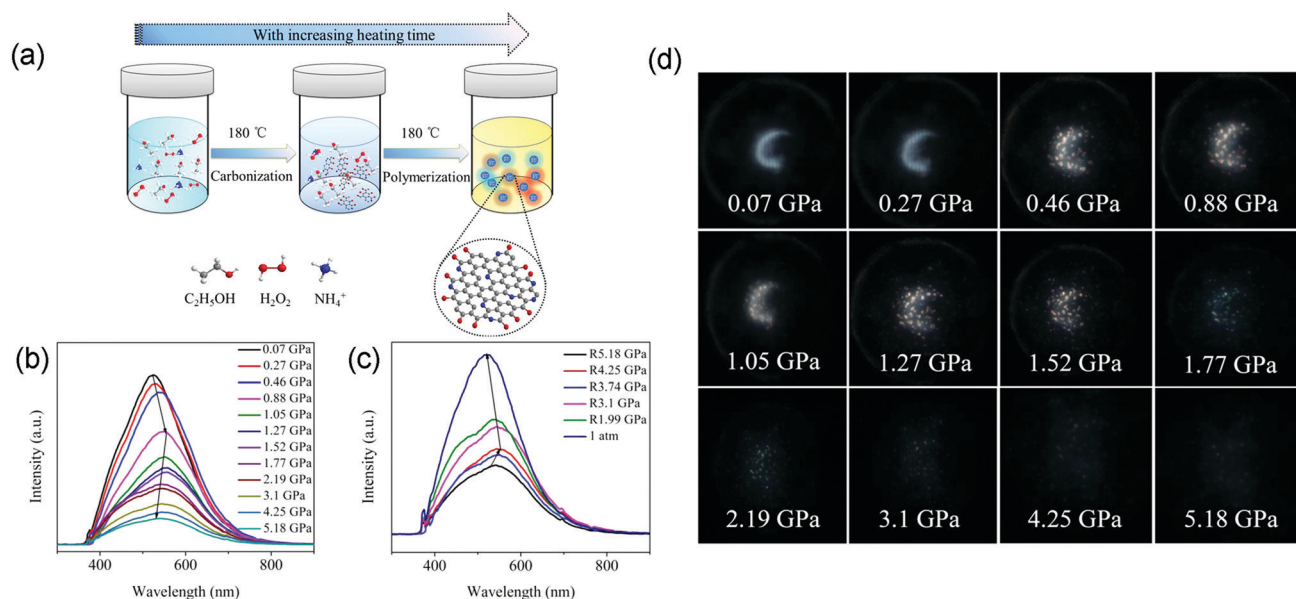 (a)
With increasing heating time
180 ℃
Carbonization
180 ℃
Polymerization
C₂H₅OH
H₂O₂
NH₄⁺
(b)
Intensity (a.u.)
0.07 GPa
0.27 GPa
0.46 GPa
0.88 GPa
1.05 GPa
1.27 GPa
1.52 GPa
1.77 GPa
2.19 GPa
3.1 GPa
4.25 GPa
5.18 GPa
400 600 800
Wavelength (nm)
(c)
Intensity (a.u.)
R5.18 GPa
R4.25 GPa
R3.74 GPa
R3.1 GPa
R1.99 GPa
1 atm
400 600 800
Wavelength (nm)
(d)
0.07 GPa 0.27 GPa 0.46 GPa 0.88 GPa
1.05 GPa 1.27 GPa 1.52 GPa 1.77 GPa
2.19 GPa 3.1 GPa 4.25 GPa 5.18 GPa